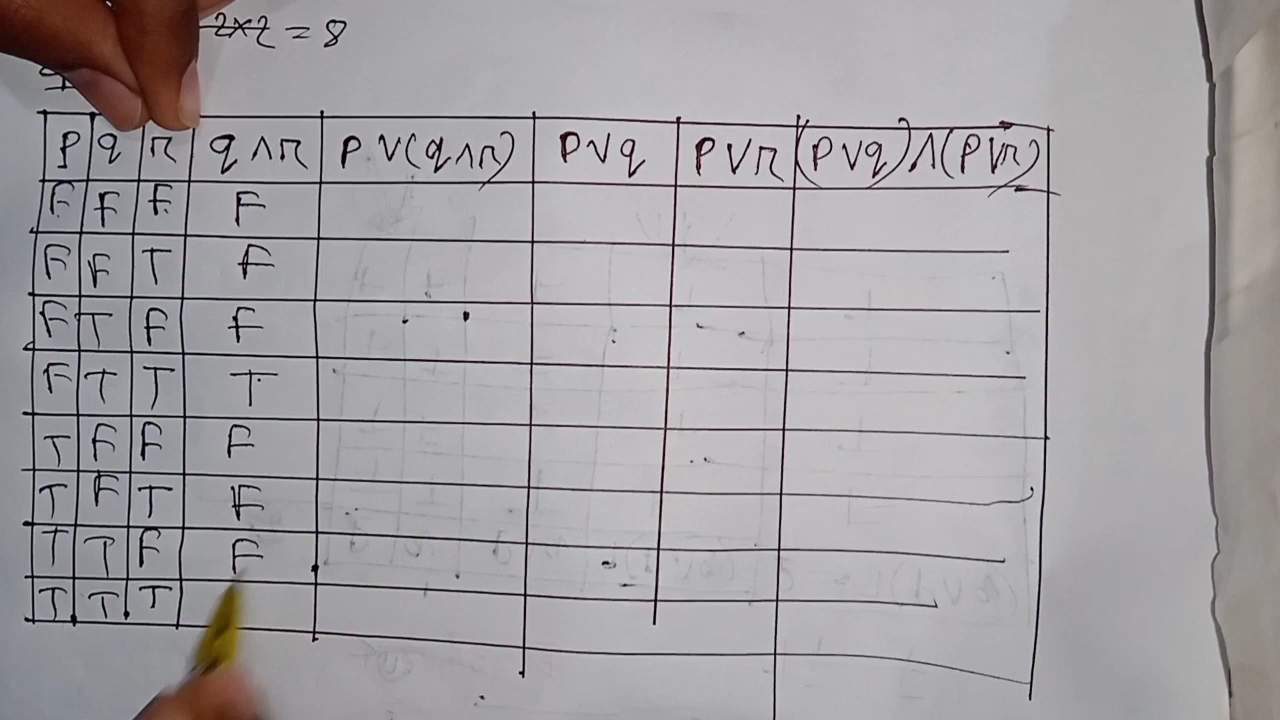 2×2 = 8
P q r q ∧ r P ∨ (q ∧ r) P ∨ q P ∨ r (P ∨ q) ∧ (P ∨ r)
F F F F
F F T F
F T F F
F T T T
T F F F
T F T F
T T F F
T T T